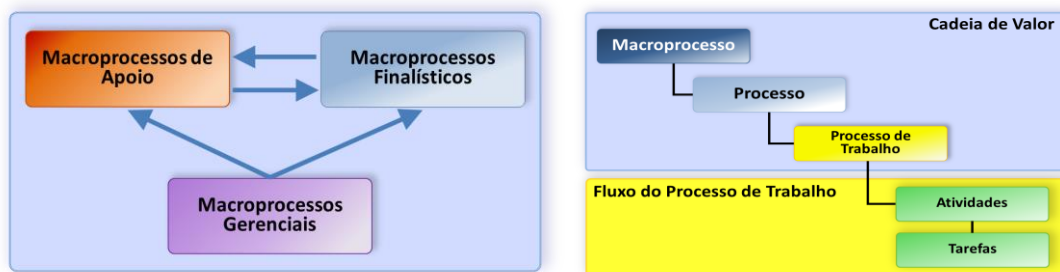 Macroprocessos de
Apoio
Macroprocessos
Finalísticos
Macroprocessos
Gerenciais
Cadeia de Valor
Macroprocesso
Processo
Processo de
Trabalho
Fluxo do Processo de Trabalho
Atividades
Tarefas